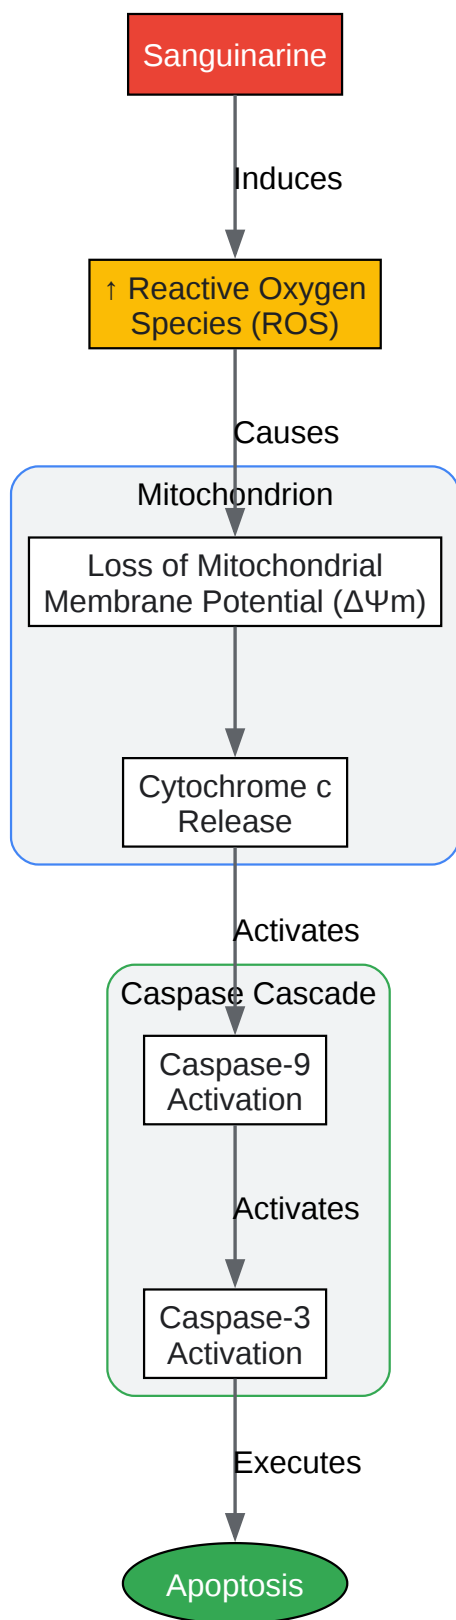 Sanguinarine
Induces
↑ Reactive Oxygen
Species (ROS)
Causes
Mitochondrion
Loss of Mitochondrial
Membrane Potential (ΔΨm)
Cytochrome c
Release
Activates
Caspase Cascade
Caspase-9
Activation
Activates
Caspase-3
Activation
Executes
Apoptosis